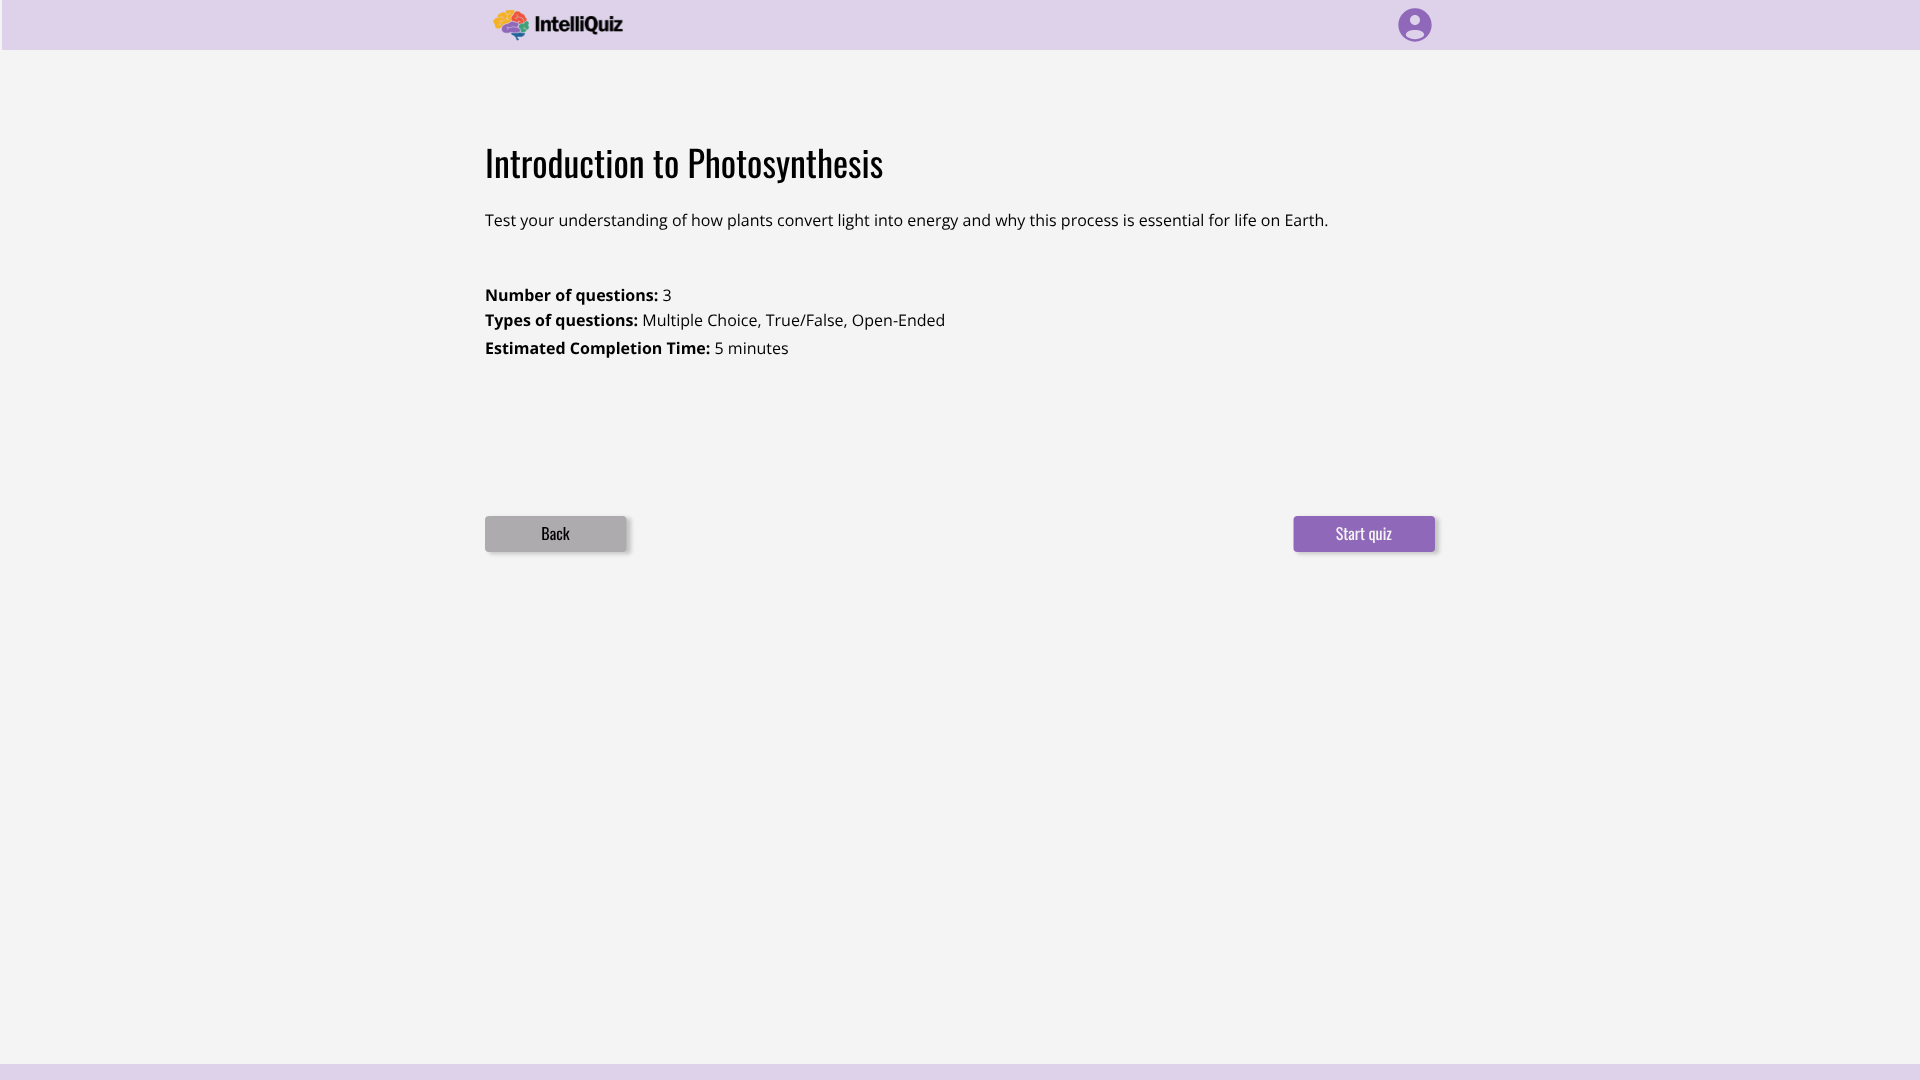 IntelliQuiz
Introduction to Photosynthesis
Test your understanding of how plants convert light into energy and why this process is essential for life on Earth.
Number of questions: 3
Types of questions: Multiple Choice, True/False, Open-Ended
Estimated Completion Time: 5 minutes
Back
Start quiz